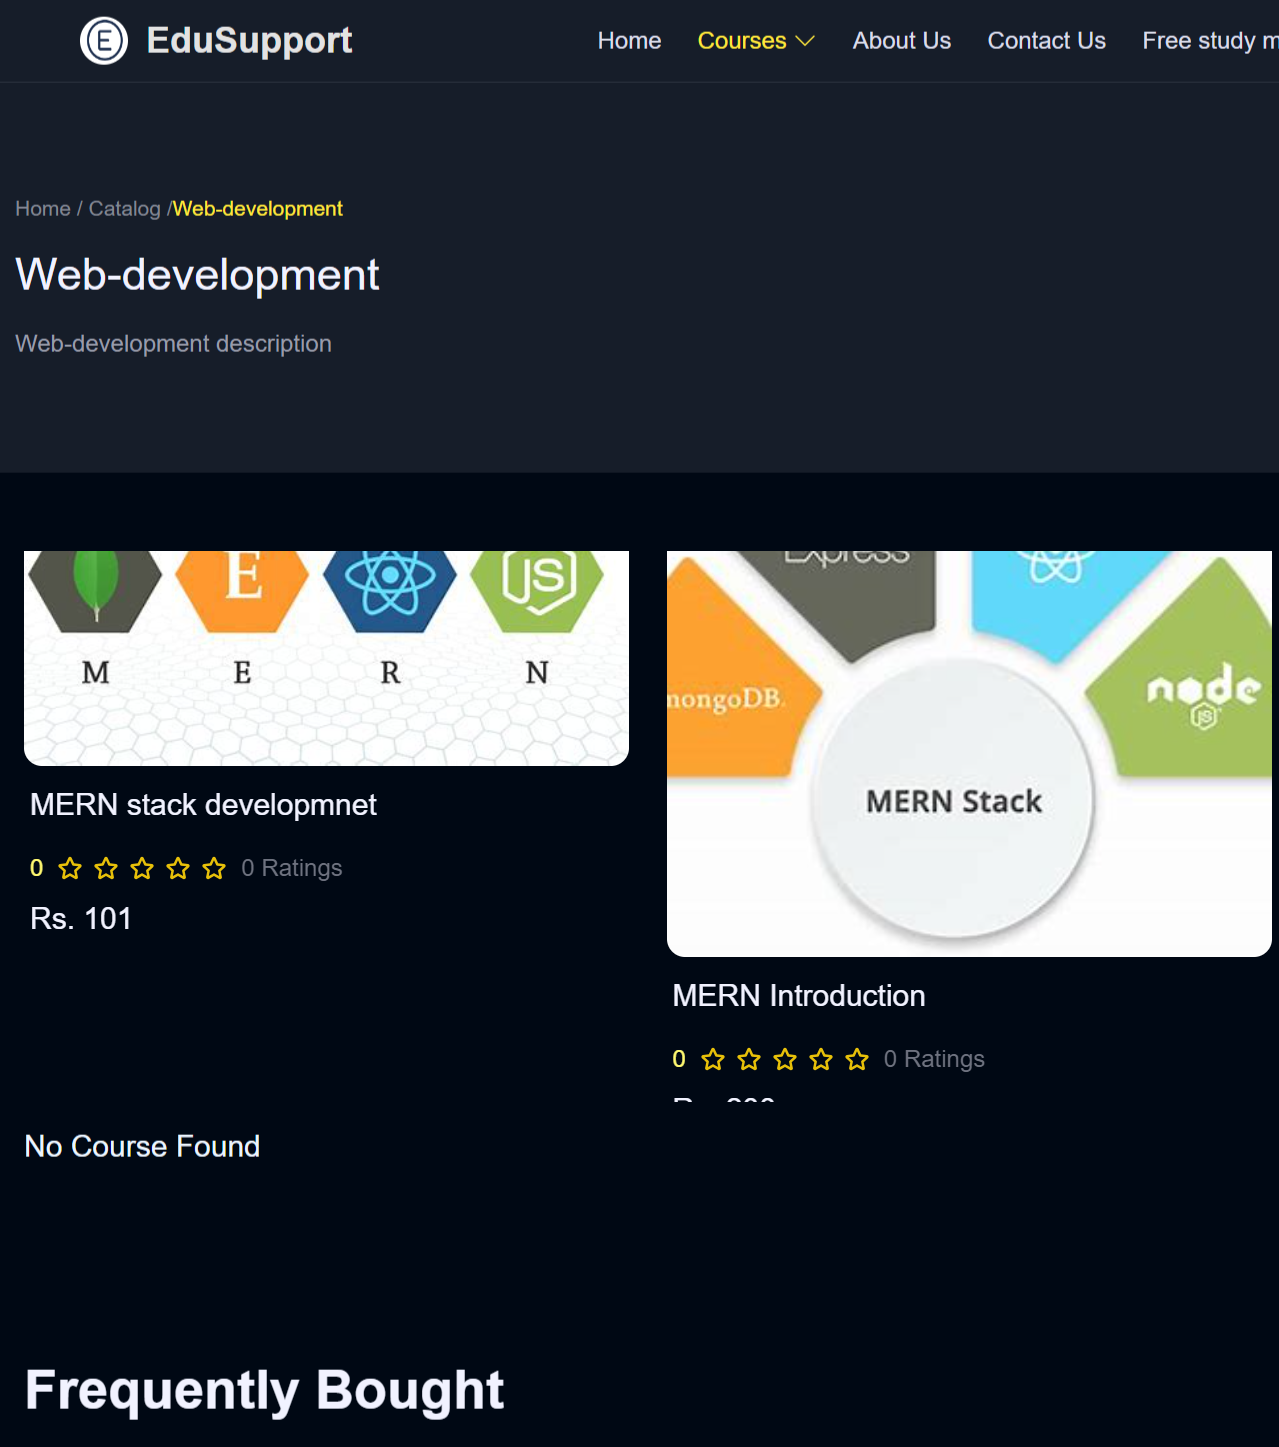 E EduSupport Home Courses About Us Contact Us Free study m
Home / Catalog /Web-development
Web-development
Web-development description
E JS
M E R N
MERN stack developmnet
0 0 Ratings
Rs. 101
Express
mongoDB.
node
JS
MERN Stack
MERN Introduction
0 0 Ratings
No Course Found
Frequently Bought